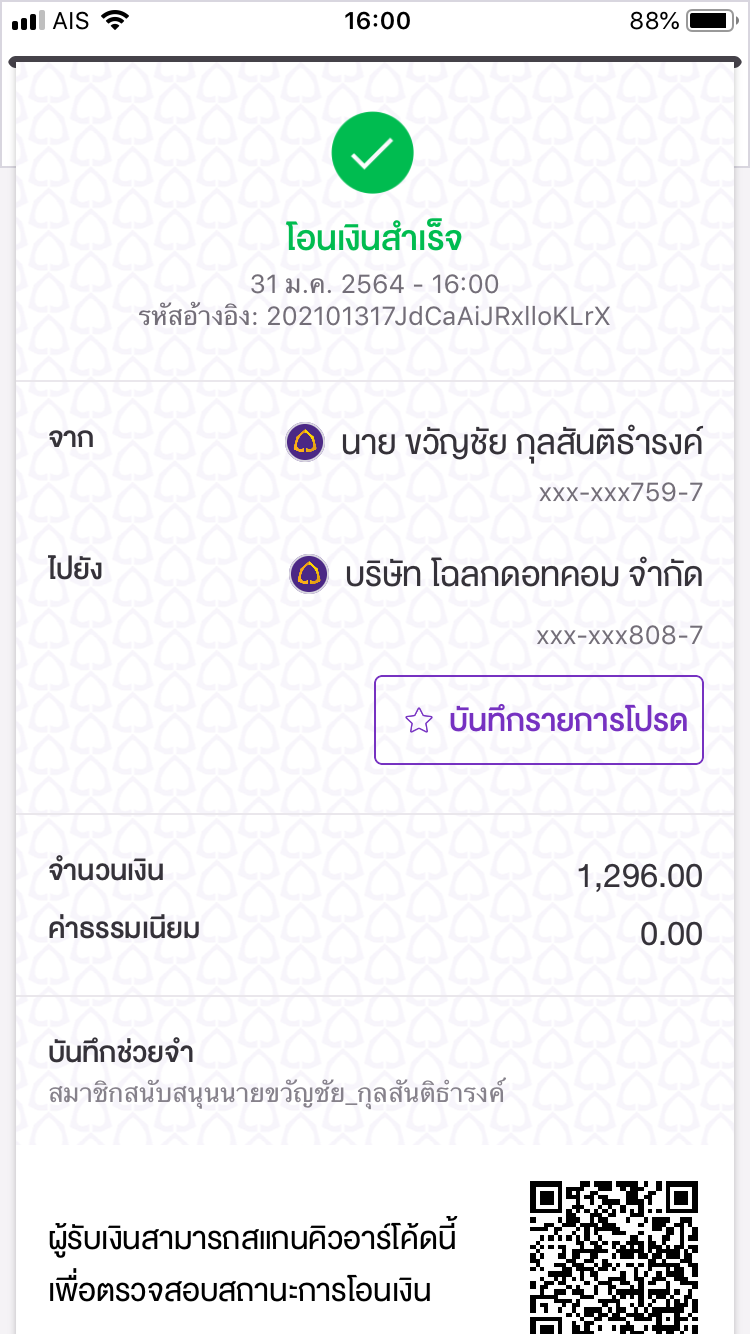 AIS 16:00 88%
โอนเงินสำเร็จ
31 ม.ค. 2564 - 16:00
รหัสอ้างอิง: 202101317JdCaAiJRxlloKLrX
จาก นาย ขวัญชัย กุลสันติธำรงค์
xxx-xxx759-7
ไปยัง บริษัท โฉลกดอทคอม จำกัด
xxx-xxx808-7
บันทึกรายการโปรด
จำนวนเงิน 1,296.00
ค่าธรรมเนียม 0.00
บันทึกช่วยจำ
สมาชิกสนับสนุนนายขวัญชัย_กุลสันติธำรงค์
ผู้รับเงินสามารถสแกนคิวอาร์โค้ดนี้
เพื่อตรวจสอบสถานะการโอนเงิน